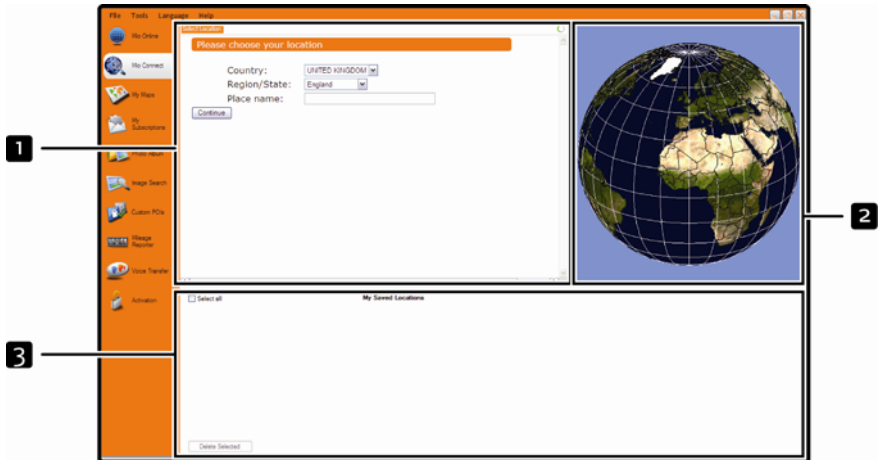 File Tools Language Help
Mio Online
Mio Connect
My Maps
My
Subscriptions
Photo Album
Image Search
Custom POIs
Mileage
Reporter
Voice Transfer
Activation
Select Location
Please choose your location
Country: UNITED KINGDOM
Region/State: England
Place name:
Continue
1
2
Select all
My Saved Locations
3
Delete Selected